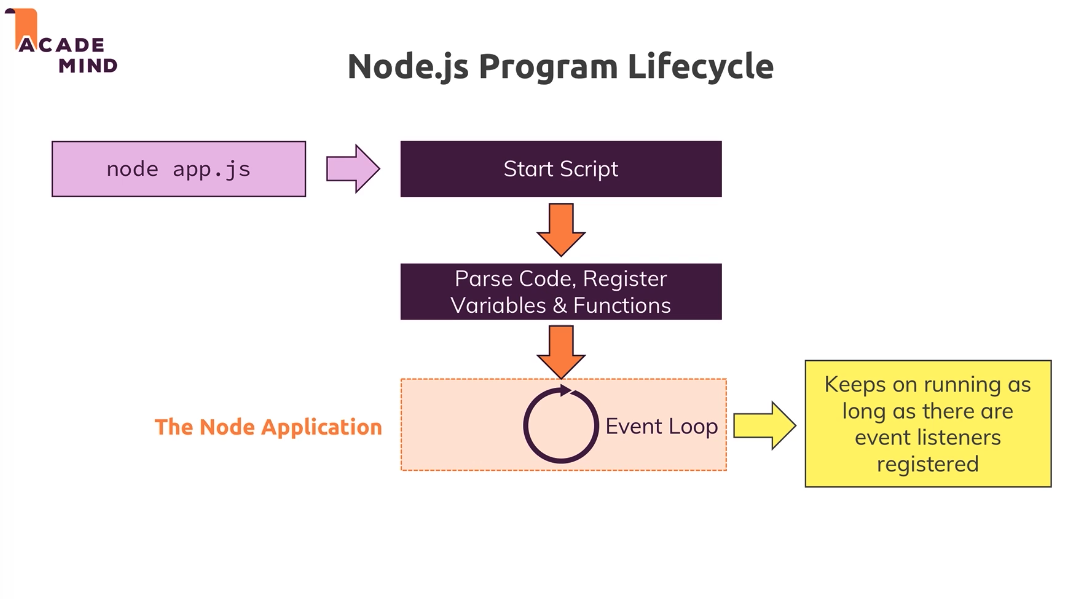 ACADE
MIND
Node.js Program Lifecycle
node app.js
Start Script
Parse Code, Register
Variables & Functions
The Node Application
Event Loop
Keeps on running as
long as there are
event listeners
registered